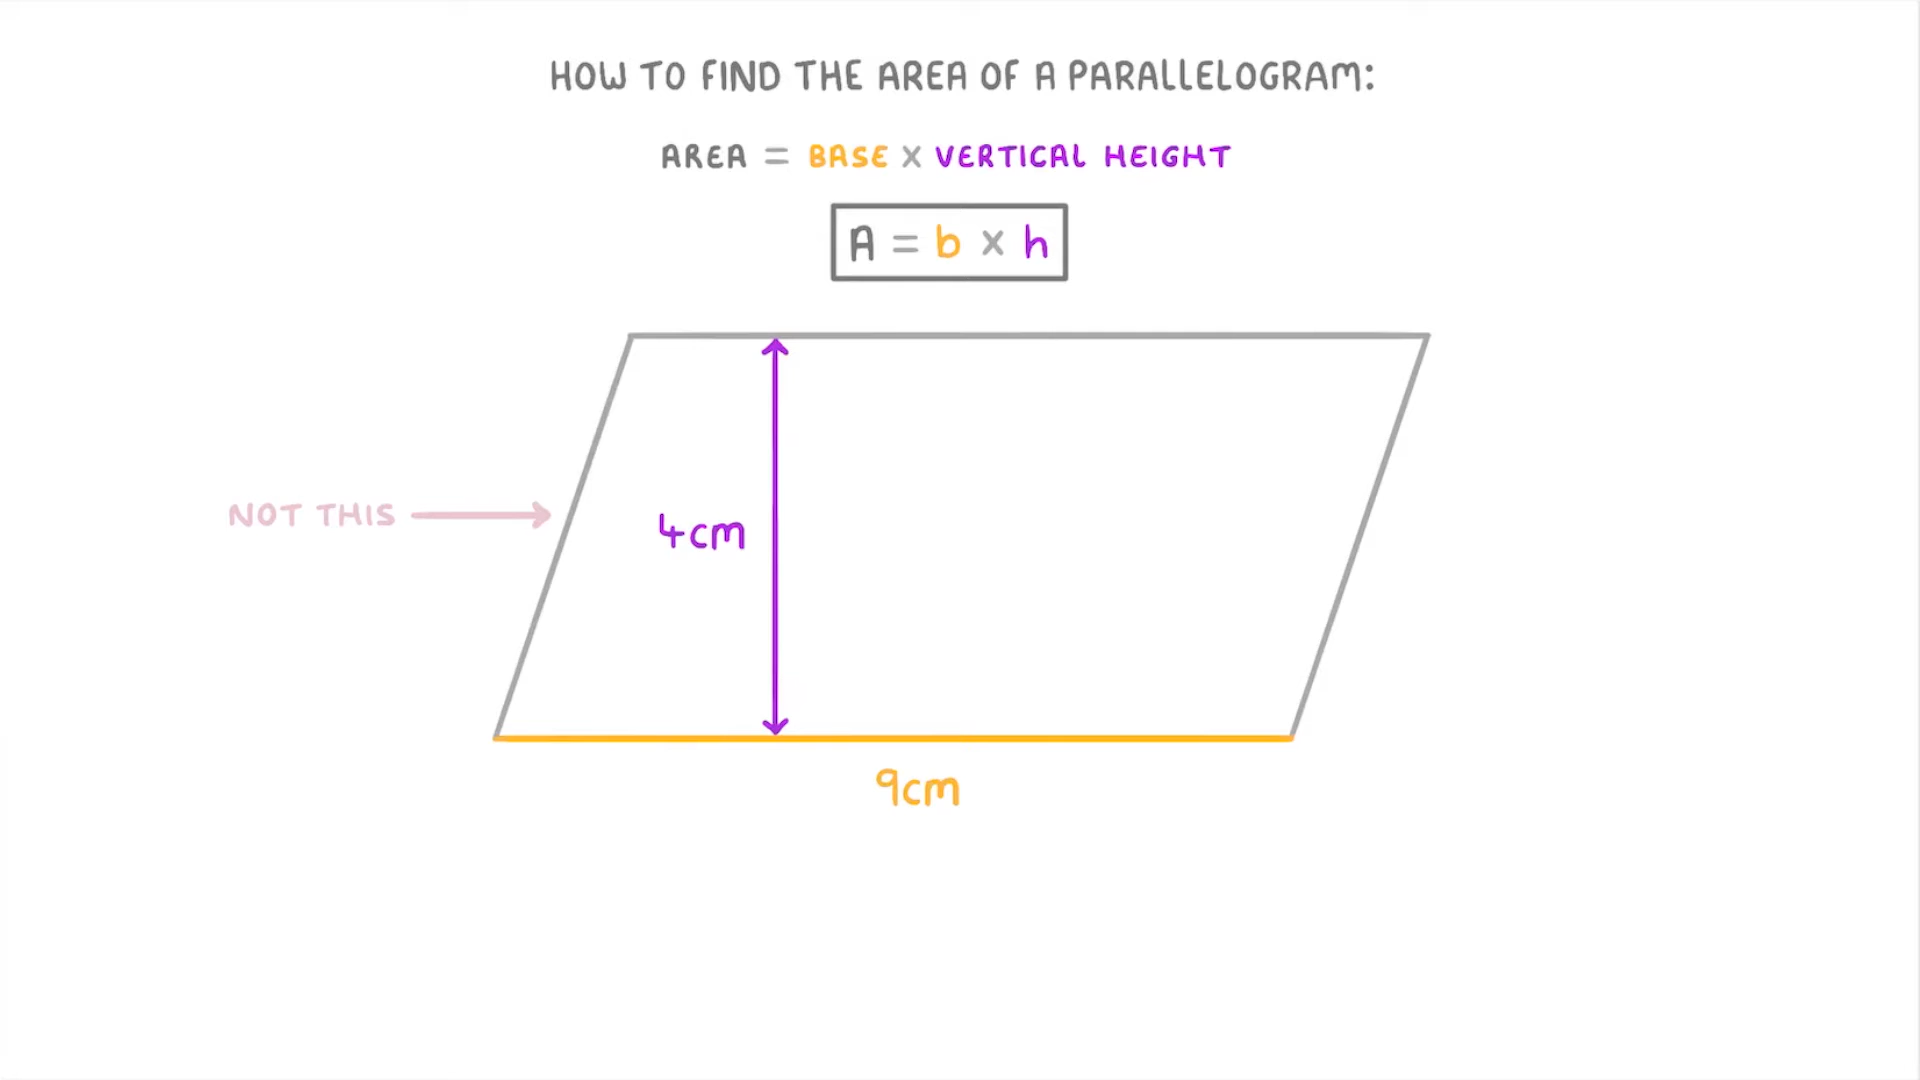 HOW TO FIND THE AREA OF A PARALLELOGRAM:
AREA = BASE x VERTICAL HEIGHT
A = b x h
NOT THIS
4cm
9cm